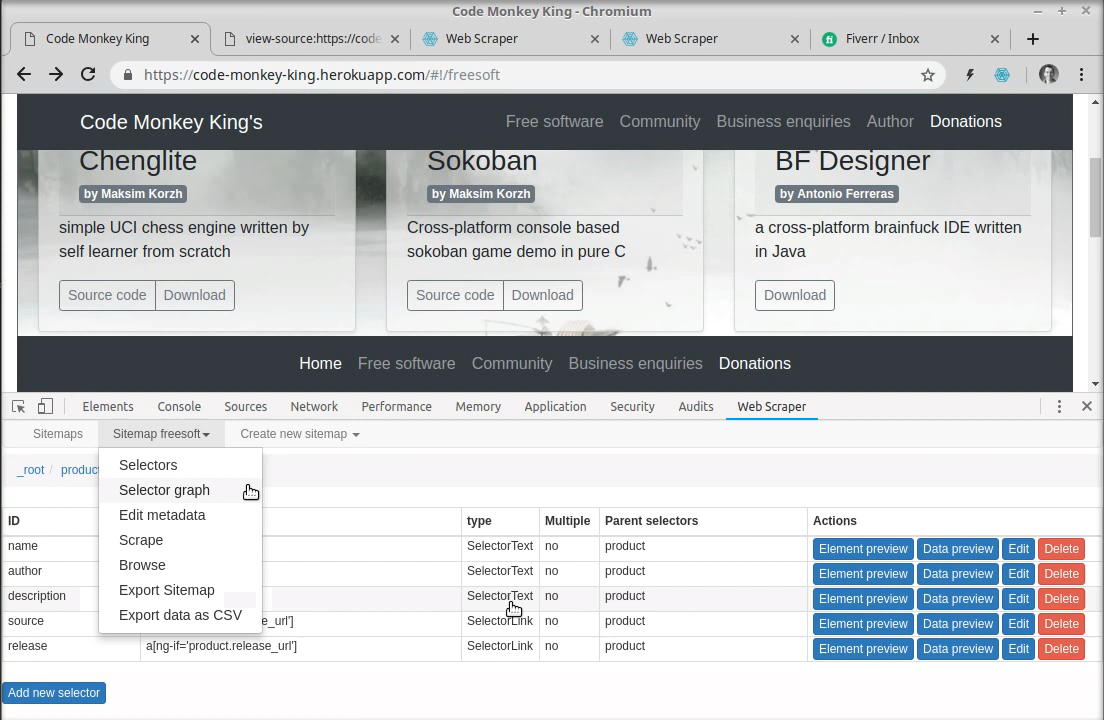 Code Monkey King - Chromium
Code Monkey King
view-source:https://code
Web Scraper
Web Scraper
Fiverr / Inbox
https://code-monkey-king.herokuapp.com/#!/freesoft
Code Monkey King's
Free software Community Business enquiries Author Donations
Chenglite
by Maksim Korzh
simple UCI chess engine written by
self learner from scratch
Source code Download
Sokoban
by Maksim Korzh
Cross-platform console based
sokoban game demo in pure C
Source code Download
BF Designer
by Antonio Ferreras
a cross-platform brainfuck IDE written
in Java
Download
Home Free software Community Business enquiries Donations
Elements Console Sources Network Performance Memory Application Security Audits Web Scraper
Sitemaps Sitemap freesoft Create new sitemap
_root / product
Selectors
Selector graph
Edit metadata
Scrape
Browse
Export Sitemap
Export data as CSV
ID type Multiple Parent selectors Actions
name SelectorText no product Element preview Data preview Edit Delete
author SelectorText no product Element preview Data preview Edit Delete
description SelectorText no product Element preview Data preview Edit Delete
source e_url'] SelectorLink no product Element preview Data preview Edit Delete
release a[ng-if='product.release_url'] SelectorLink no product Element preview Data preview Edit Delete
Add new selector